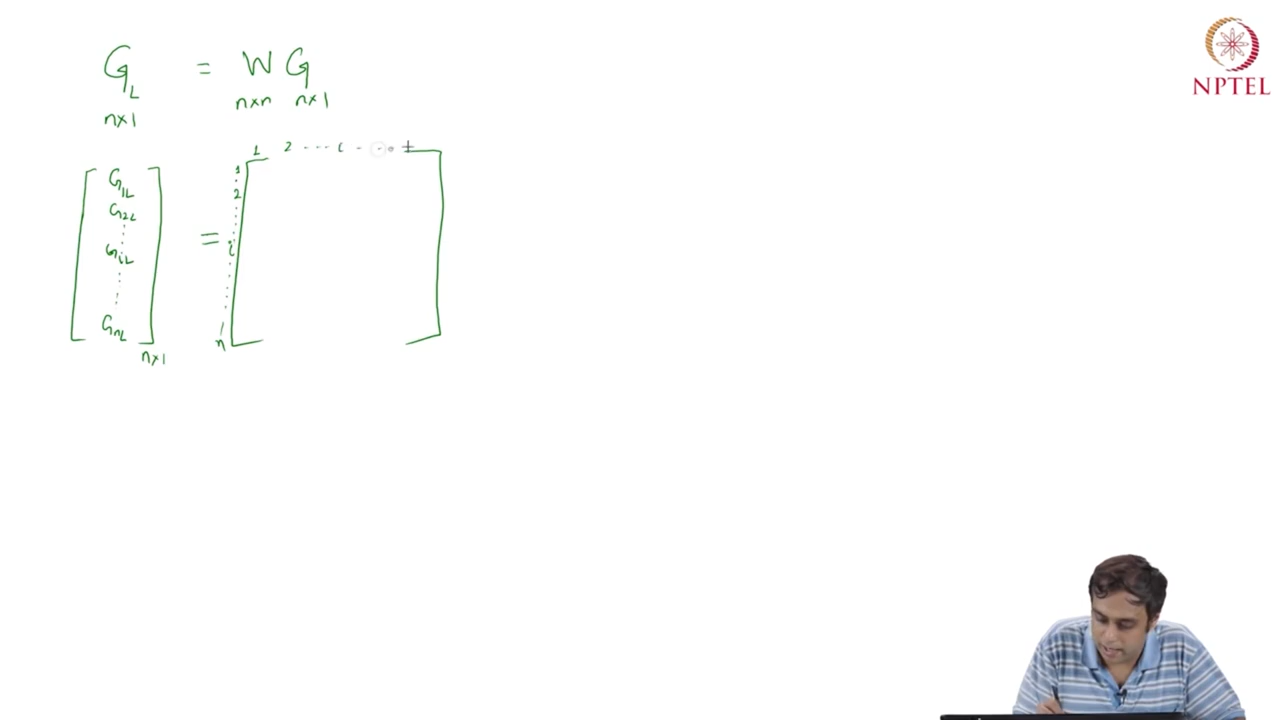 G_L = W G
n×1 n×n n×1
NPTEL
1 2 ... i - - .
G_1L 1
G_2L 2
G_iL = i
G_nL n
n×1